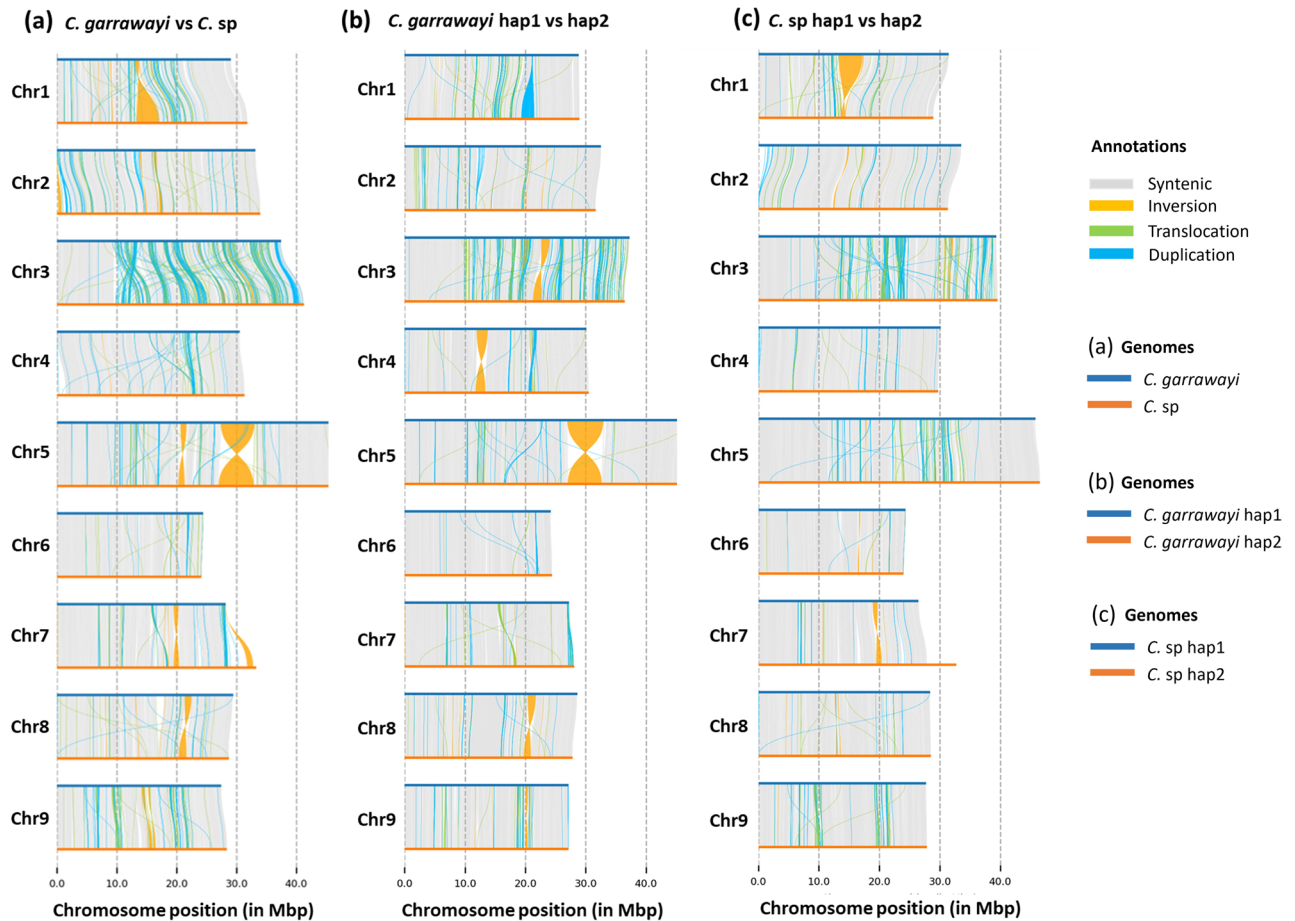 (a) C. garrawayi vs C. sp
Chr1
Chr2
Chr3
Chr4
Chr5
Chr6
Chr7
Chr8
Chr9
0.0 10.0 20.0 30.0 40.0
Chromosome position (in Mbp)
(b) C. garrawayi hap1 vs hap2
Chr1
Chr2
Chr3
Chr4
Chr5
Chr6
Chr7
Chr8
Chr9
0.0 10.0 20.0 30.0 40.0
Chromosome position (in Mbp)
(c) C. sp hap1 vs hap2
Chr1
Chr2
Chr3
Chr4
Chr5
Chr6
Chr7
Chr8
Chr9
0.0 10.0 20.0 30.0 40.0
Chromosome position (in Mbp)
Annotations
Syntenic
Inversion
Translocation
Duplication
(a) Genomes
C. garrawayi
C. sp
(b) Genomes
C. garrawayi hap1
C. garrawayi hap2
(c) Genomes
C. sp hap1
C. sp hap2